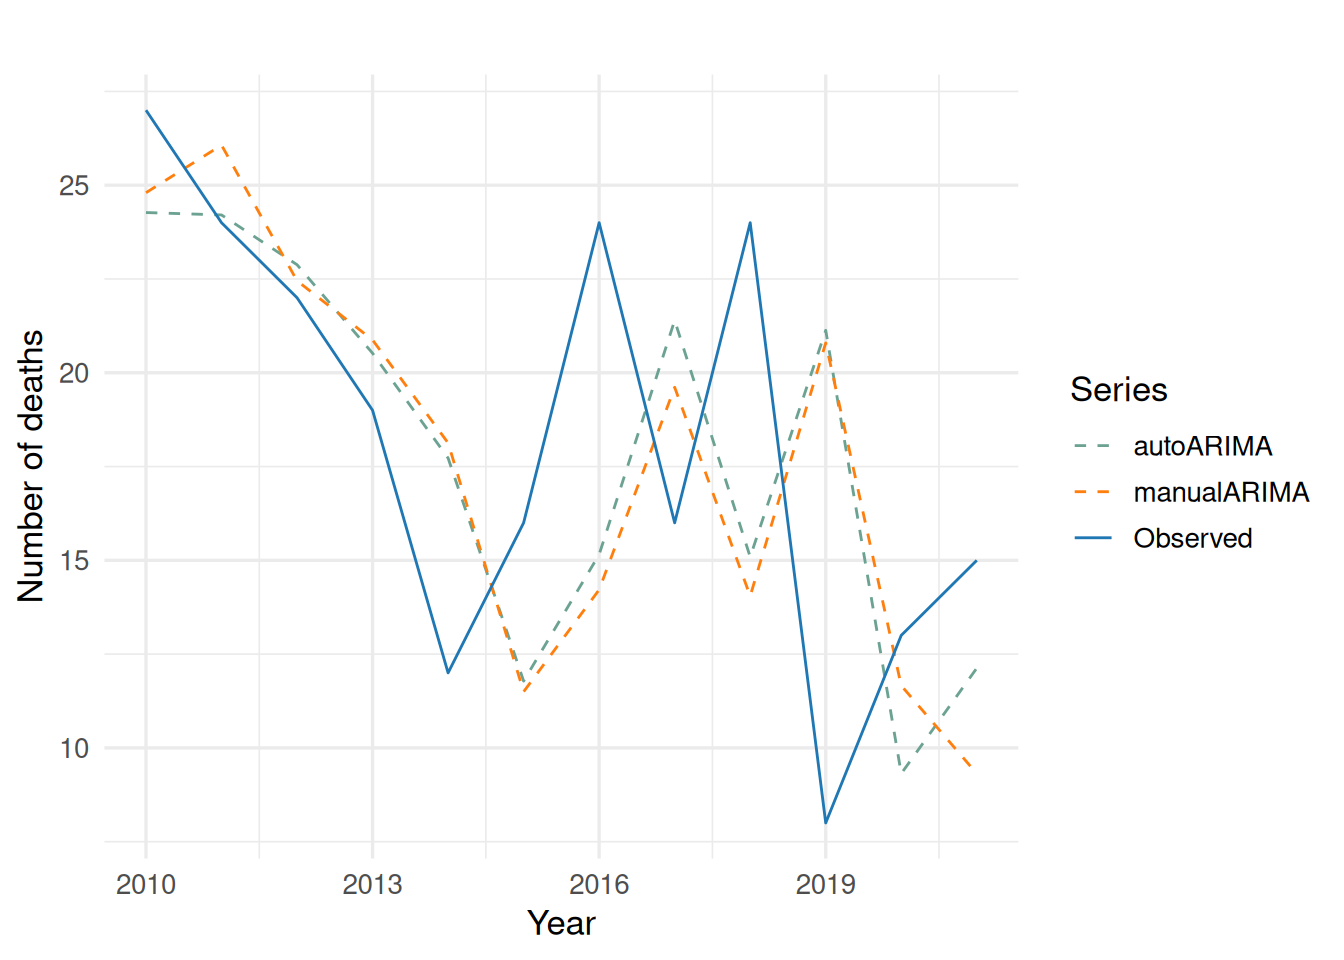 25
20
15
10
Number of deaths
2010 2013 2016 2019
Year
Series
autoARIMA
manualARIMA
Observed